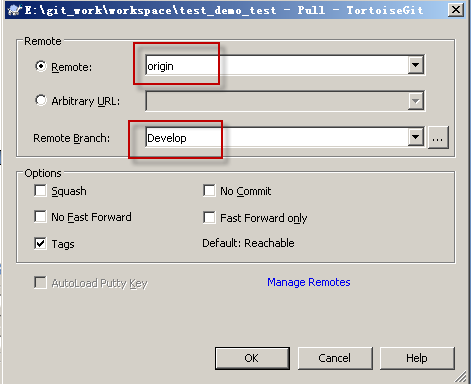 E:\git_work\workspace\test_demo_test - Pull - TortoiseGit
Remote
Remote:
origin
Arbitrary URL:
Remote Branch:
Develop
...
Options
Squash
No Commit
No Fast Forward
Fast Forward only
Tags
Default: Reachable
AutoLoad Putty Key
Manage Remotes
OK
Cancel
Help